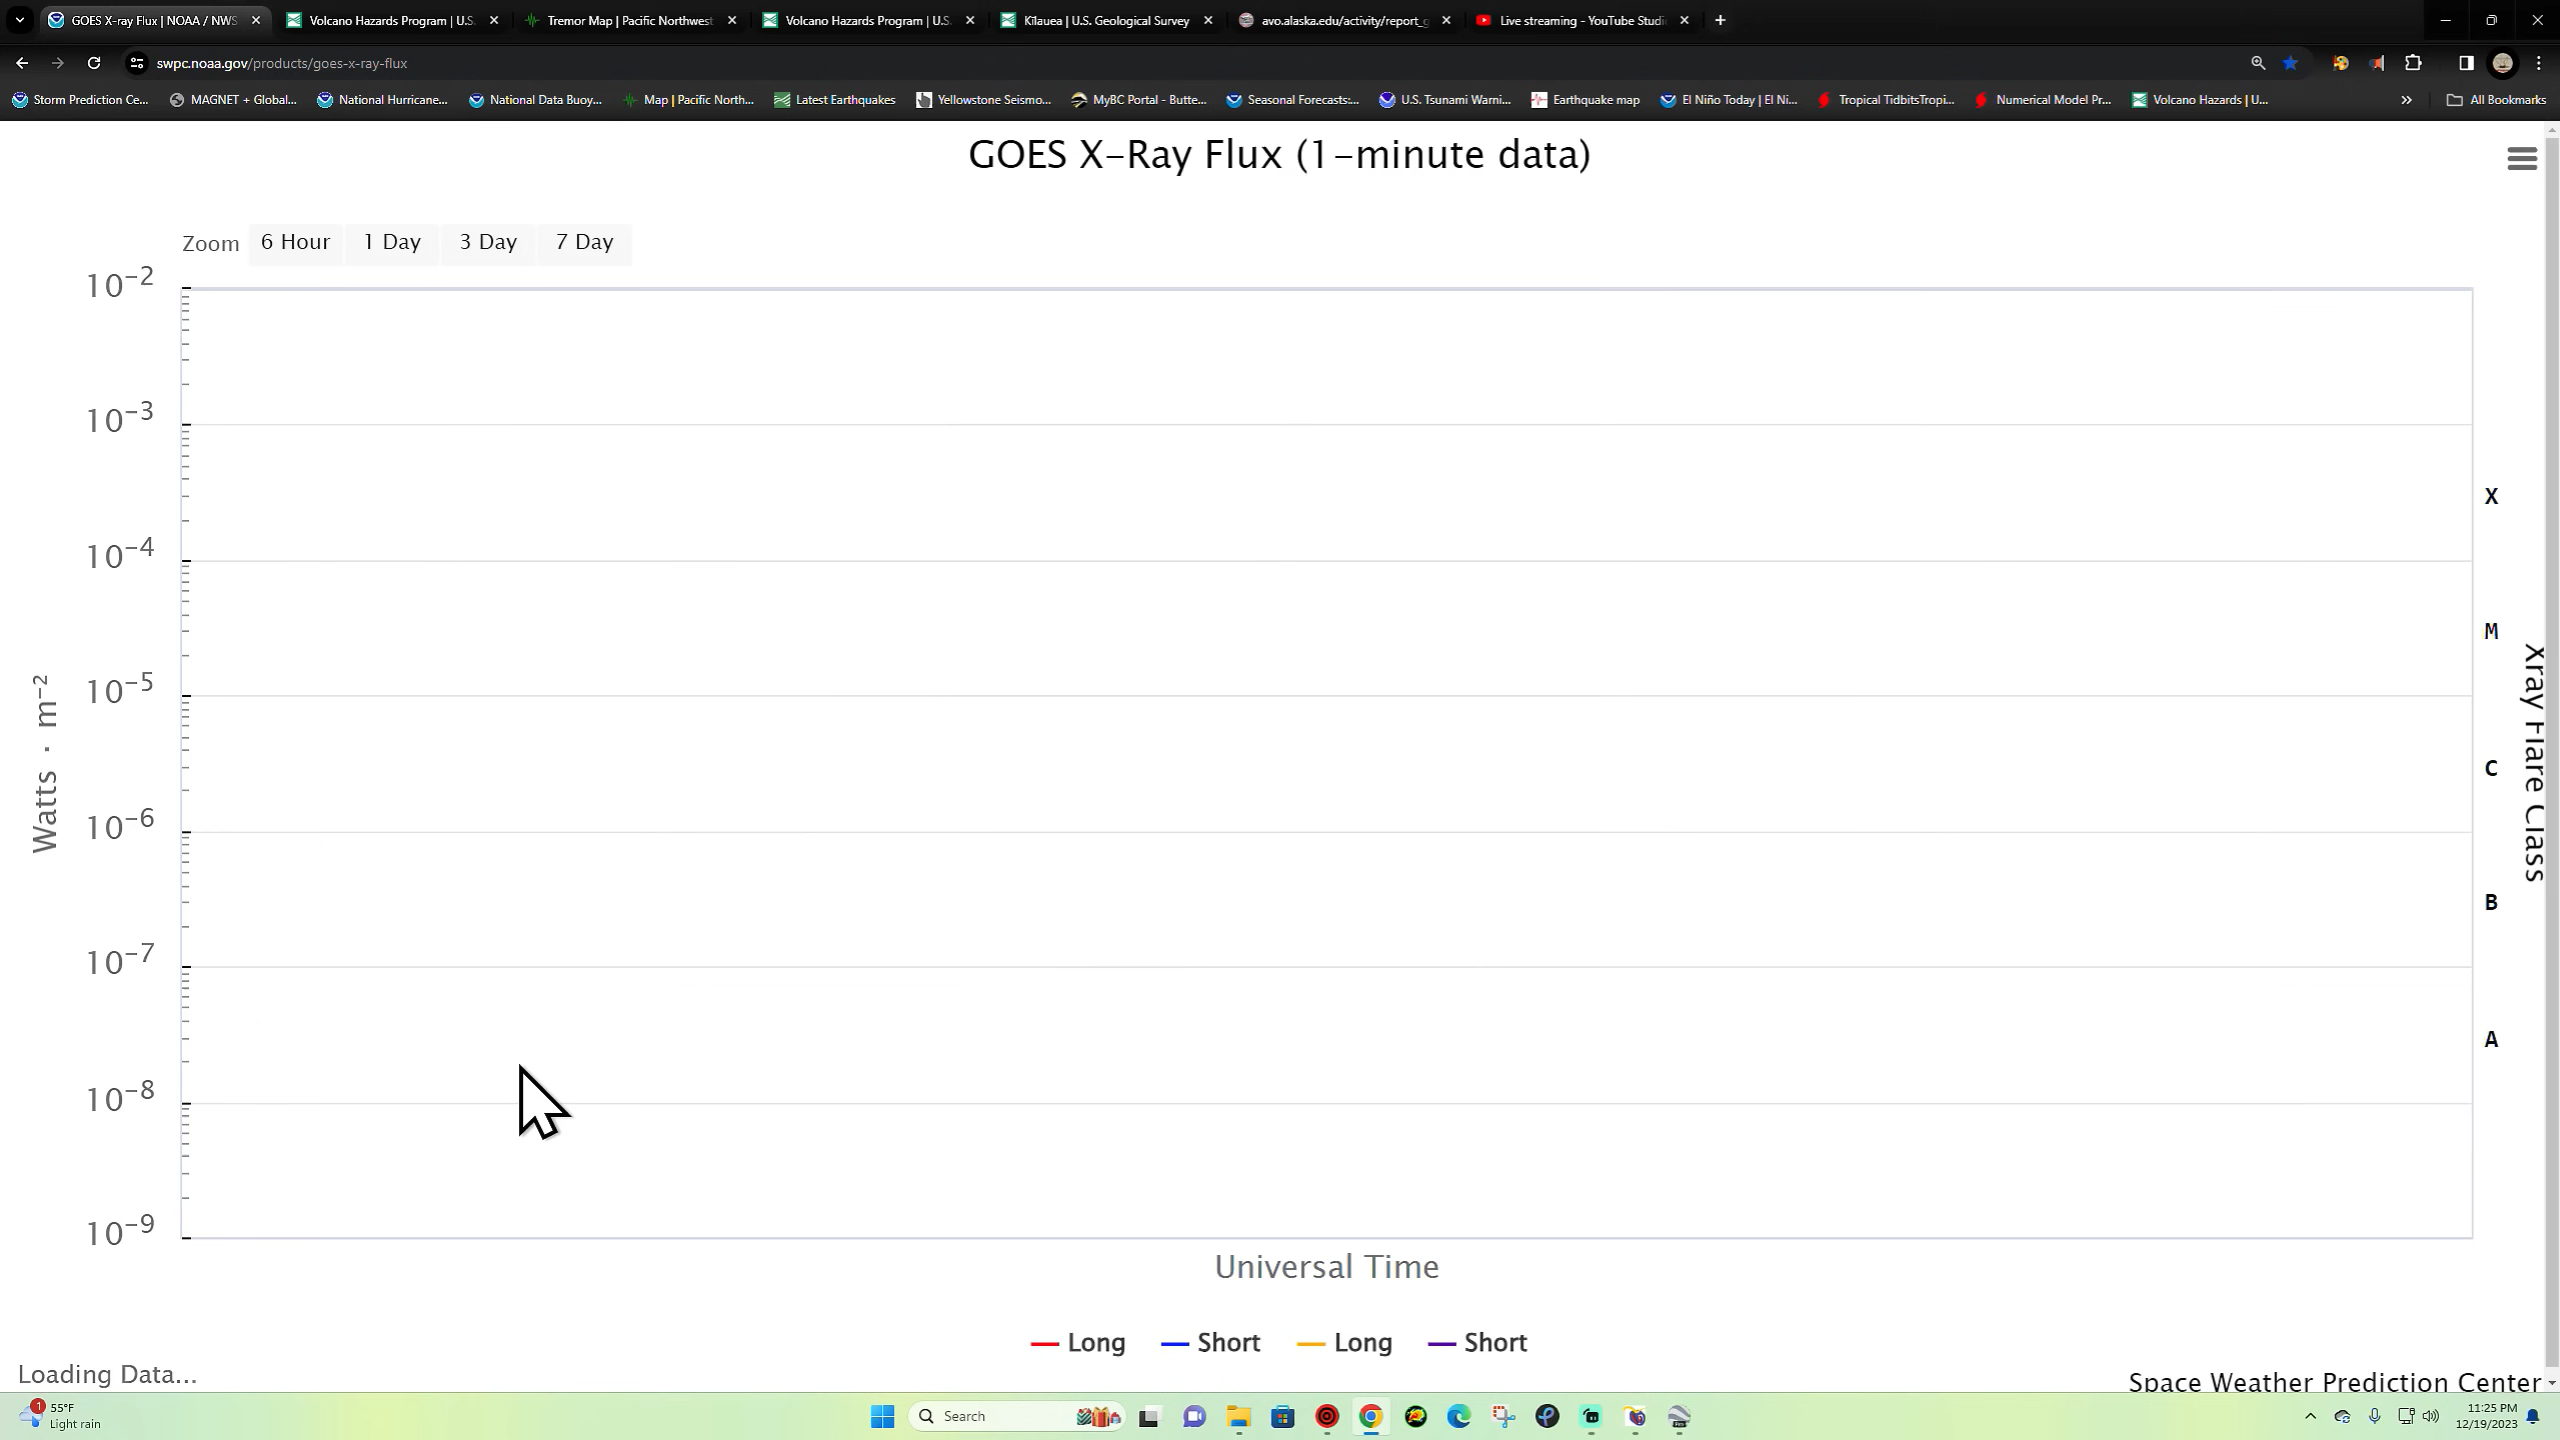 GOES X-ray Flux | NOAA / NWS
Volcano Hazards Program | U.S.
Tremor Map | Pacific Northwest
Volcano Hazards Program | U.S.
Kīlauea | U.S. Geological Survey
avo.alaska.edu/activity/report_g
Live streaming - YouTube Studi
swpc.noaa.gov/products/goes-x-ray-flux
Storm Prediction Ce...
MAGNET + Global...
National Hurricane...
National Data Buoy...
Map | Pacific North...
Latest Earthquakes
Yellowstone Seismo...
MyBC Portal - Butte...
Seasonal Forecasts:...
U.S. Tsunami Warni...
Earthquake map
El Niño Today | El Ni...
Tropical TidbitsTropi...
Numerical Model Pr...
Volcano Hazards | U...
All Bookmarks
GOES X-Ray Flux (1-minute data)
Zoom 6 Hour 1 Day 3 Day 7 Day
10⁻²
10⁻³
X
10⁻⁴
M
10⁻⁵
C
10⁻⁶
B
10⁻⁷
A
10⁻⁸
10⁻⁹
Watts · m⁻²
Xray Flare Class
Universal Time
Long Short Long Short
Loading Data...
Space Weather Prediction Center
1
55°F
Light rain
Search
11:25 PM
12/19/2023